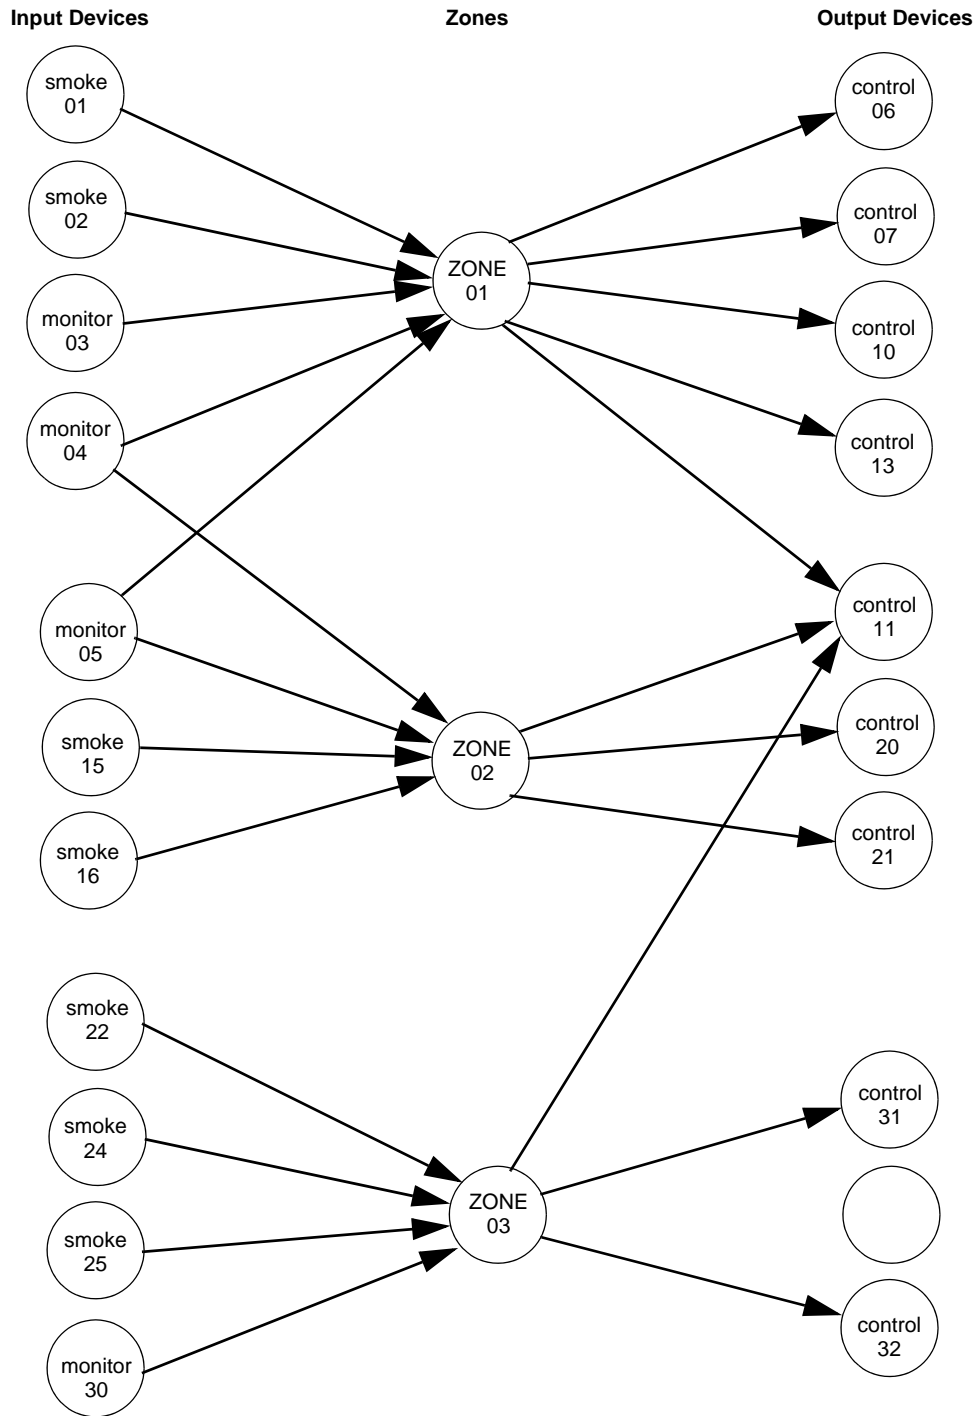 Input Devices
Zones
Output Devices
smoke
01
smoke
02
monitor
03
monitor
04
monitor
05
smoke
15
smoke
16
smoke
22
smoke
24
smoke
25
monitor
30
ZONE
01
ZONE
02
ZONE
03
control
06
control
07
control
10
control
13
control
11
control
20
control
21
control
31
control
32